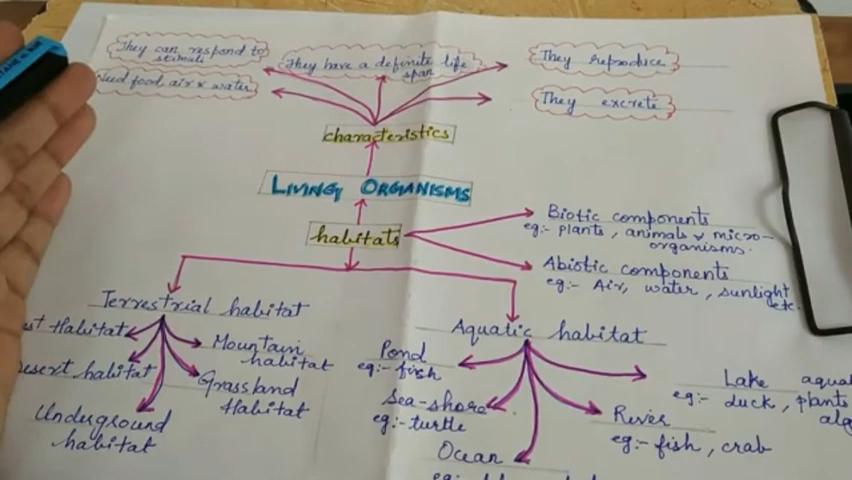 They can respond to
stimuli
They have a definite life
span
They reproduce
Need food, air & water
They excrete
characteristics
LIVING ORGANISMS
habitats
Biotic components
eg:- plants, animals & micro-
organisms.
Abiotic components
eg:- Air, water, sunlight
etc.
Terrestrial habitat
Habitat
Mountain
habitat
desert habitat
Grassland
Habitat
Underground
habitat
Aquatic habitat
Pond
eg:- fish
Sea-shore
eg:- turtle
Ocean
River
eg:- fish, crab
Lake
eg:- duck, plants